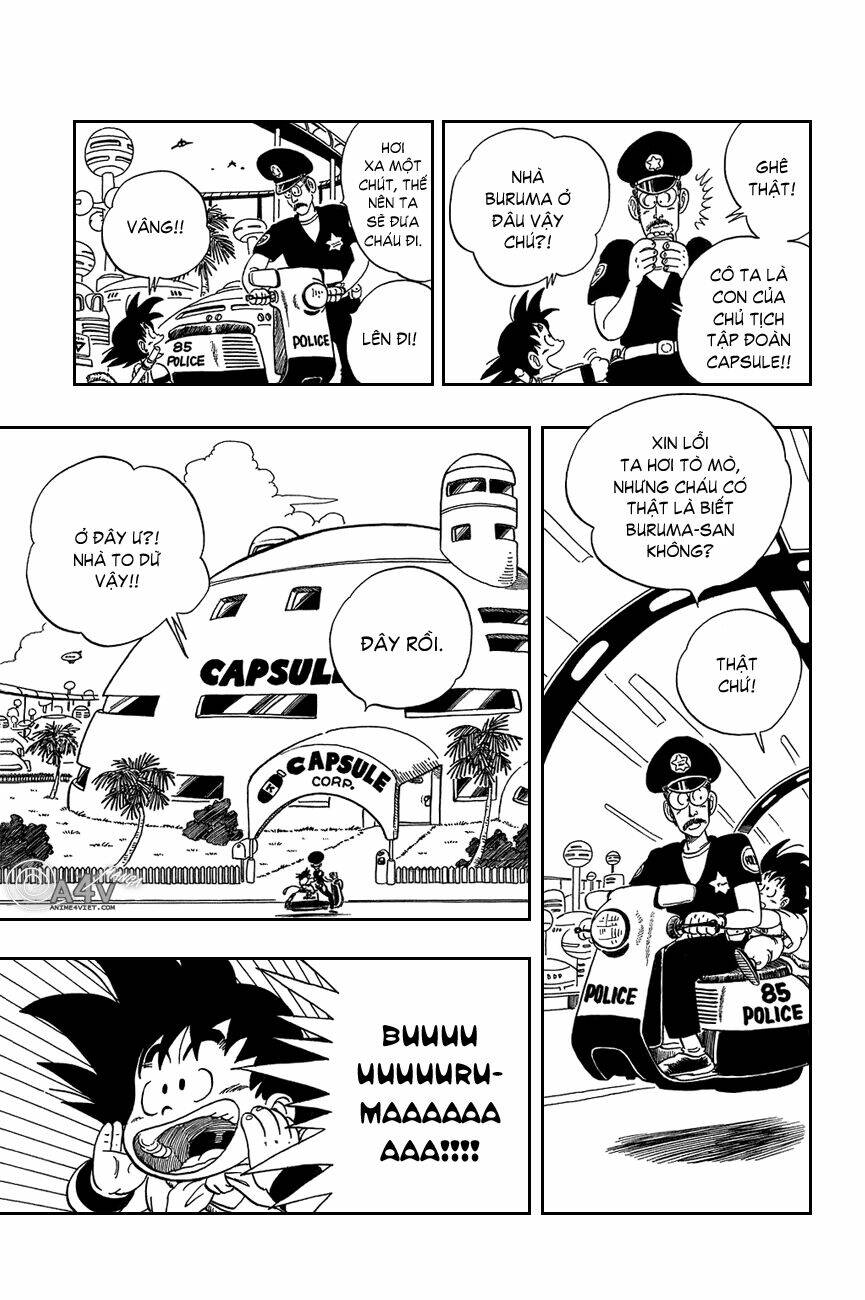 GHÊ
THẬT!
CÔ TA LÀ
CON CỦA
CHỦ TỊCH
TẬP ĐOÀN
CAPSULE!!
NHÀ
BURUMA Ở
ĐÂU VẬY
CHÚ?!
HƠI
XA MỘT
CHÚT, THẾ
NÊN TA
SẼ ĐƯA
CHÁU ĐI.
LÊN ĐI!
VÂNG!!
85
POLICE
POLICE
XIN LỔI
TA HƠI TÒ MÒ,
NHƯNG CHÁU CÓ
THẬT LÀ BIẾT
BURUMA-SAN
KHÔNG?
THẬT
CHỨ!
POLICE
85
POLICE
ĐÂY RỒI.
Ở ĐÂY Ư?!
NHÀ TO DỮ
VẬY!!
CAPSUL
CAPSULE
CORP.
A4V
ANIME4VIET.COM
BUUUU
UUUUURU-
MAAAAAA
AAA!!!!